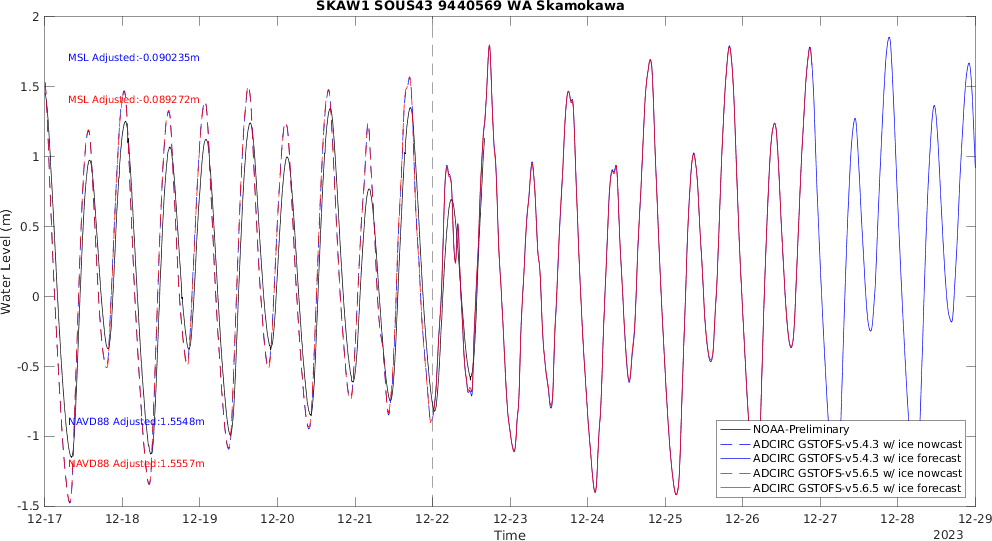 SKAW1 SOUS43 9440569 WA Skamokawa
2
1.5
1
0.5
0
-0.5
-1
-1.5
Water Level (m)
MSL Adjusted:-0.090235m
MSL Adjusted:-0.089272m
NAVD88 Adjusted:1.5548m
NAVD88 Adjusted:1.5557m
NOAA-Preliminary
ADCIRC GSTOFS-v5.4.3 w/ ice nowcast
ADCIRC GSTOFS-v5.4.3 w/ ice forecast
ADCIRC GSTOFS-v5.6.5 w/ ice nowcast
ADCIRC GSTOFS-v5.6.5 w/ ice forecast
12-17 12-18 12-19 12-20 12-21 12-22 12-23 12-24 12-25 12-26 12-27 12-28 12-29
Time
2023